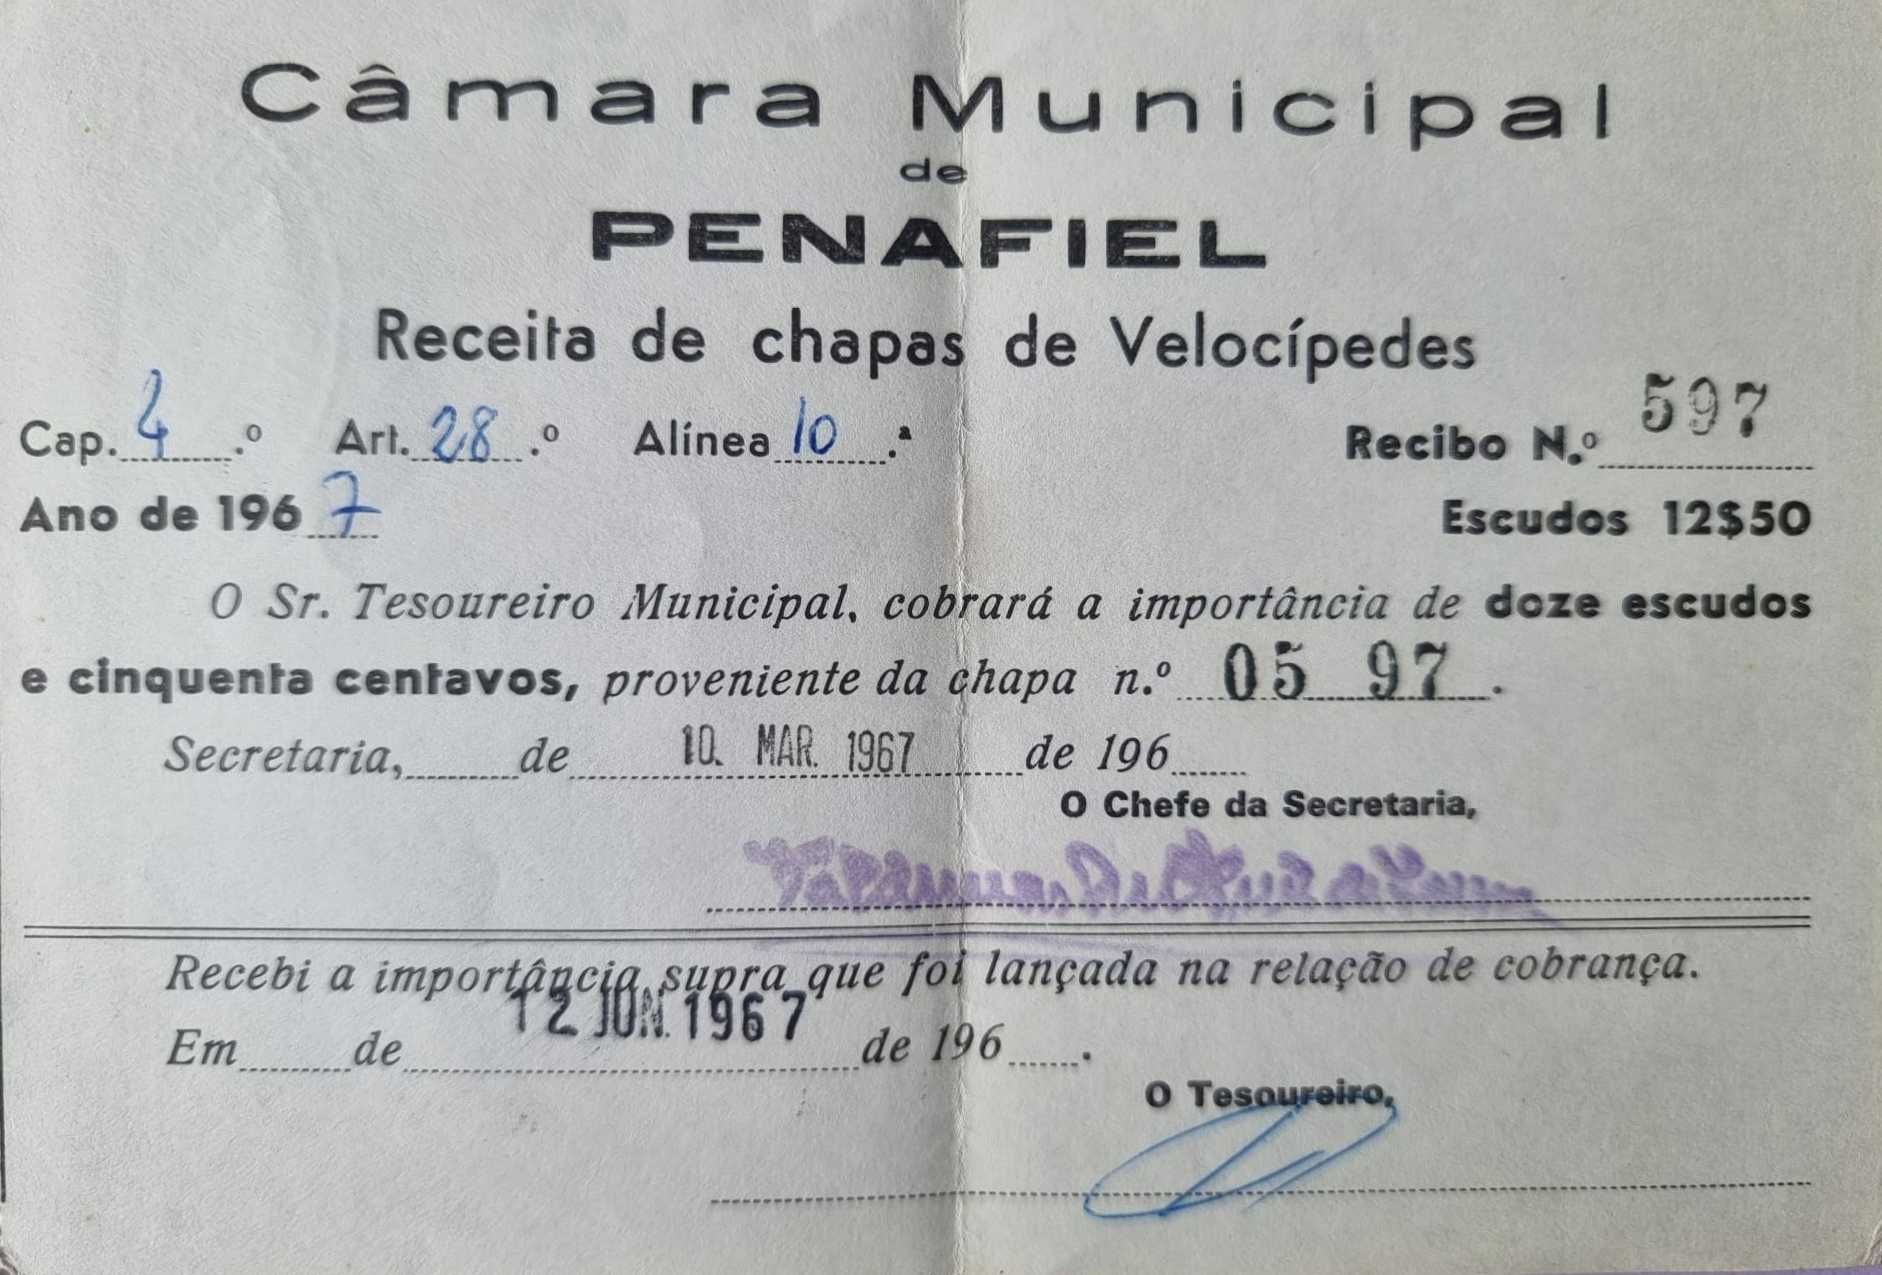 Câmara Municipal
de
PENAFIEL
Receita de chapas de Velocípedes
Cap. 4.º Art. 28.º Alínea 10.ª Recibo N.º 597
Ano de 1967 Escudos 12$50
O Sr. Tesoureiro Municipal, cobrará a importância de doze escudos
e cinquenta centavos, proveniente da chapa n.º 05 97.
Secretaria, de 10. MAR. 1967 de 196
O Chefe da Secretaria,
Recebi a importância supra que foi lançada na relação de cobrança.
Em de 12 JUN. 1967 de 196 .
O Tesoureiro,